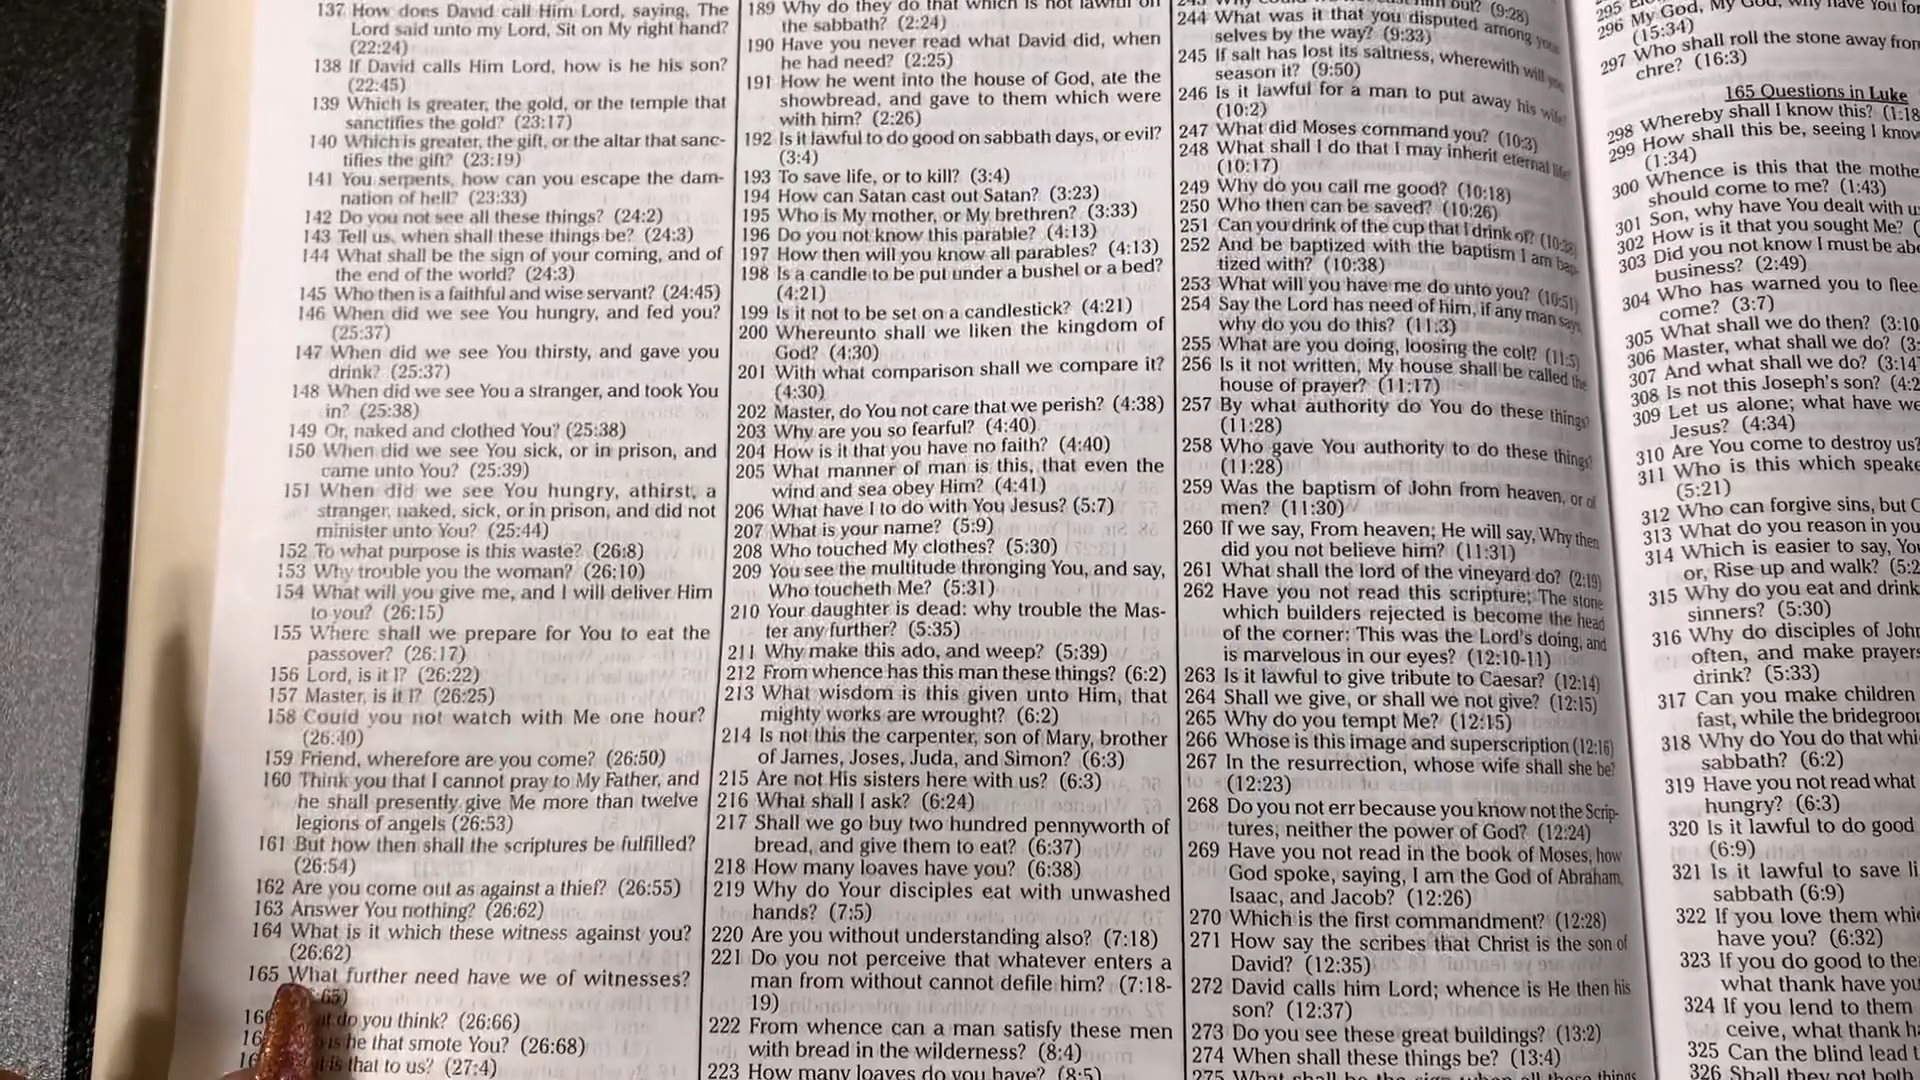 137 How does David call Him Lord, saying, The
Lord said unto my Lord, Sit on My right hand?
(22:24)
138 If David calls Him Lord, how is he his son?
(22:45)
139 Which is greater, the gold, or the temple that
sanctifies the gold? (23:17)
140 Which is greater, the gift, or the altar that sanc-
tifies the gift? (23:19)
141 You serpents, how can you escape the dam-
nation of hell? (23:33)
142 Do you not see all these things? (24:2)
143 Tell us, when shall these things be? (24:3)
144 What shall be the sign of your coming, and of
the end of the world? (24:3)
145 Who then is a faithful and wise servant? (24:45)
146 When did we see You hungry, and fed you?
(25:37)
147 When did we see You thirsty, and gave you
drink? (25:37)
148 When did we see You a stranger, and took You
in? (25:38)
149 Or, naked and clothed You? (25:38)
150 When did we see You sick, or in prison, and
came unto You? (25:39)
151 When did we see You hungry, athirst, a
stranger, naked, sick, or in prison, and did not
minister unto You? (25:44)
152 To what purpose is this waste? (26:8)
153 Why trouble you the woman? (26:10)
154 What will you give me, and I will deliver Him
to you? (26:15)
155 Where shall we prepare for You to eat the
passover? (26:17)
156 Lord, is it I? (26:22)
157 Master, is it I? (26:25)
158 Could you not watch with Me one hour?
(26:40)
159 Friend, wherefore are you come? (26:50)
160 Think you that I cannot pray to My Father, and
he shall presently give Me more than twelve
legions of angels (26:53)
161 But how then shall the scriptures be fulfilled?
(26:54)
162 Are you come out as against a thief? (26:55)
163 Answer You nothing? (26:62)
164 What is it which these witness against you?
(26:62)
165 What further need have we of witnesses?
65)
do you think? (26:66)
is he that smote You? (26:68)
is that to us? (27:4)
189 Why do they do that which is not lawful on
the sabbath? (2:24)
190 Have you never read what David did, when
he had need? (2:25)
191 How he went into the house of God, ate the
showbread, and gave to them which were
with him? (2:26)
192 Is it lawful to do good on sabbath days, or evil?
(3:4)
193 To save life, or to kill? (3:4)
194 How can Satan cast out Satan? (3:23)
195 Who is My mother, or My brethren? (3:33)
196 Do you not know this parable? (4:13)
197 How then will you know all parables? (4:13)
198 Is a candle to be put under a bushel or a bed?
(4:21)
199 Is it not to be set on a candlestick? (4:21)
200 Whereunto shall we liken the kingdom of
God? (4:30)
201 With what comparison shall we compare it?
(4:30)
202 Master, do You not care that we perish? (4:38)
203 Why are you so fearful? (4:40)
204 How is it that you have no faith? (4:40)
205 What manner of man is this, that even the
wind and sea obey Him? (4:41)
206 What have I to do with You Jesus? (5:7)
207 What is your name? (5:9)
208 Who touched My clothes? (5:30)
209 You see the multitude thronging You, and say,
Who toucheth Me? (5:31)
210 Your daughter is dead: why trouble the Mas-
ter any further? (5:35)
211 Why make this ado, and weep? (5:39)
212 From whence has this man these things? (6:2)
213 What wisdom is this given unto Him, that
mighty works are wrought? (6:2)
214 Is not this the carpenter, son of Mary, brother
of James, Joses, Juda, and Simon? (6:3)
215 Are not His sisters here with us? (6:3)
216 What shall I ask? (6:24)
217 Shall we go buy two hundred pennyworth of
bread, and give them to eat? (6:37)
218 How many loaves have you? (6:38)
219 Why do Your disciples eat with unwashed
hands? (7:5)
220 Are you without understanding also? (7:18)
221 Do you not perceive that whatever enters a
man from without cannot defile him? (7:18-
19)
222 From whence can a man satisfy these men
with bread in the wilderness? (8:4)
223 How many loaves do you have? (8:5)
(9:28)
244 What was it that you disputed among
selves by the way? (9:33)
245 If salt has lost its saltness, wherewith will you
season it? (9:50)
246 Is it lawful for a man to put away his wife?
(10:2)
247 What did Moses command you? (10:3)
248 What shall I do that I may inherit eternal life?
(10:17)
249 Why do you call me good? (10:18)
250 Who then can be saved? (10:26)
251 Can you drink of the cup that I drink of?
252 And be baptized with the baptism I am bap-
tized with? (10:38)
253 What will you have me do unto you? (10:51)
254 Say the Lord has need of him, if any man says,
why do you do this? (11:3)
255 What are you doing, loosing the colt? (11:5)
256 Is it not written, My house shall be called the
house of prayer? (11:17)
257 By what authority do You do these things?
(11:28)
258 Who gave You authority to do these things?
(11:28)
259 Was the baptism of John from heaven, or of
men? (11:30)
260 If we say, From heaven; He will say, Why then
did you not believe him? (11:31)
261 What shall the lord of the vineyard do? (2:19)
262 Have you not read this scripture; The stone
which builders rejected is become the head
of the corner: This was the Lord's doing, and
is marvelous in our eyes? (12:10-11)
263 Is it lawful to give tribute to Caesar? (12:14)
264 Shall we give, or shall we not give? (12:15)
265 Why do you tempt Me? (12:15)
266 Whose is this image and superscription (12:16)
267 In the resurrection, whose wife shall she be?
(12:23)
268 Do you not err because you know not the Scrip-
tures, neither the power of God? (12:24)
269 Have you not read in the book of Moses, how
God spoke, saying, I am the God of Abraham,
Isaac, and Jacob? (12:26)
270 Which is the first commandment? (12:28)
271 How say the scribes that Christ is the son of
David? (12:35)
272 David calls him Lord; whence is He then his
son? (12:37)
273 Do you see these great buildings? (13:2)
274 When shall these things be? (13:4)
295
296 My God, My God, why have You for
(15:34)
297 Who shall roll the stone away from
chre? (16:3)
165 Questions in Luke
298 Whereby shall I know this? (1:18
299 How shall this be, seeing I know
(1:34)
300 Whence is this that the mothe
should come to me? (1:43)
301 Son, why have You dealt with u
302 How is it that you sought Me? (
303 Did you not know I must be abo
business? (2:49)
304 Who has warned you to flee
come? (3:7)
305 What shall we do then? (3:10
306 Master, what shall we do? (3:
307 And what shall we do? (3:14
308 Is not this Joseph's son? (4:2
309 Let us alone; what have we
Jesus? (4:34)
310 Are You come to destroy us?
311 Who is this which speake
(5:21)
312 Who can forgive sins, but G
313 What do you reason in you
314 Which is easier to say, You
or, Rise up and walk? (5:2
315 Why do you eat and drink
sinners? (5:30)
316 Why do disciples of John
often, and make prayers
drink? (5:33)
317 Can you make children
fast, while the bridegroo
318 Why do You do that whi
sabbath? (6:2)
319 Have you not read what
hungry? (6:3)
320 Is it lawful to do good
(6:9)
321 Is it lawful to save li
sabbath (6:9)
322 If you love them whi
have you? (6:32)
323 If you do good to the
what thank have you
324 If you lend to them
ceive, what thank ha
325 Can the blind lead t
326 Shall they not both